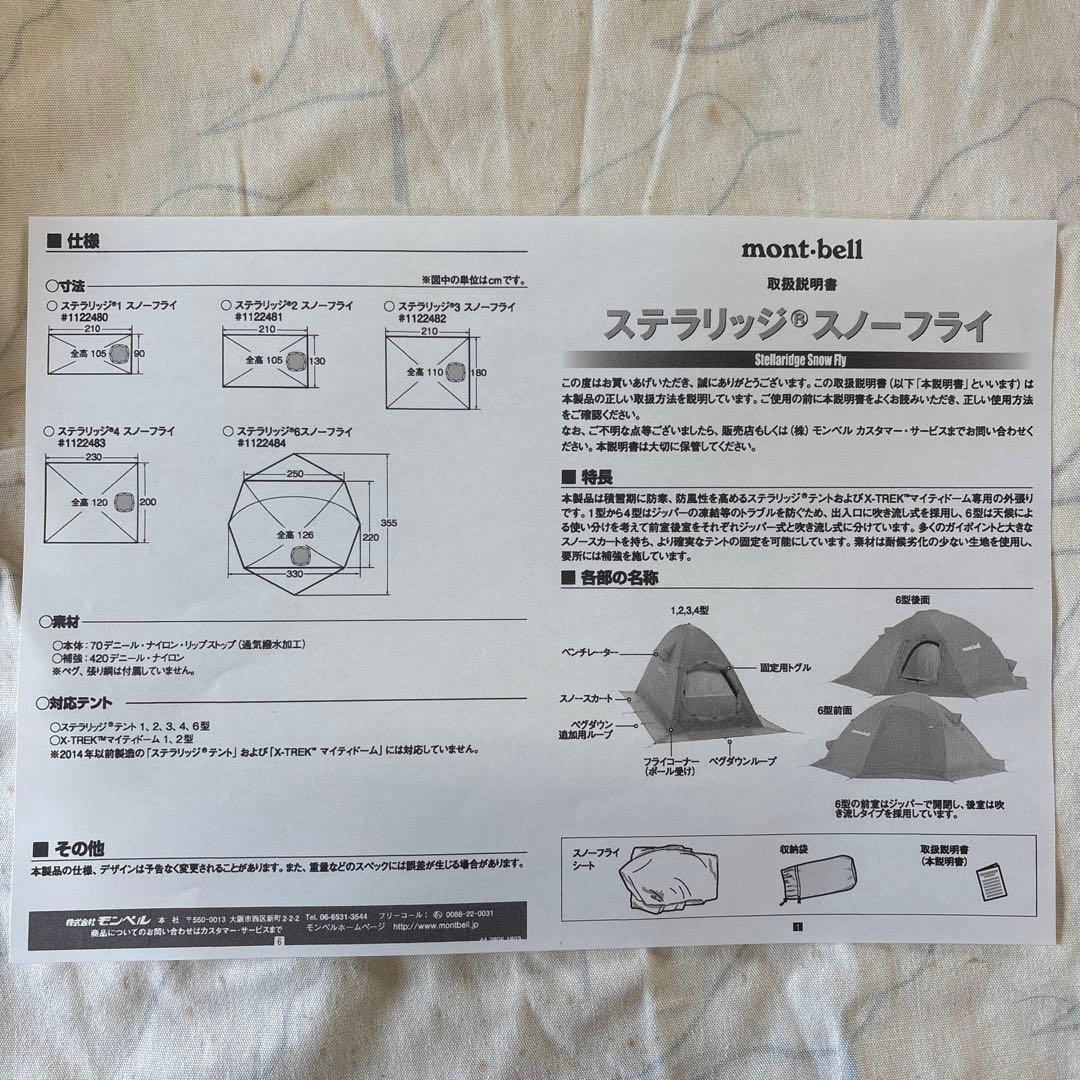 ■ 仕様
○寸法
※図中の単位はcmです。
○ ステラリッジ®1 スノーフライ
#1122480
210
全高 105
90
○ ステラリッジ®2 スノーフライ
#1122481
210
全高 105
130
○ ステラリッジ®3 スノーフライ
#1122482
210
全高 110
180
○ ステラリッジ®4 スノーフライ
#1122483
230
全高 120
200
○ ステラリッジ®6スノーフライ
#1122484
250
全高 126
220
355
330
○素材
○本体：70デニール・ナイロン・リップストップ（通気撥水加工）
○補強：420デニール・ナイロン
※ペグ、張り綱は付属していません。
○対応テント
○ステラリッジ®テント 1、2、3、4、6型
○X-TREK™マイティドーム 1、2型
※2014年以前製造の「ステラリッジ®テント」および「X-TREK™ マイティドーム」には対応していません。
■ その他
本製品の仕様、デザインは予告なく変更されることがあります。また、重量などのスペックには誤差が生じる場合があります。
株式会社 モンベル 本 社 〒550-0013 大阪市西区新町2-2-2 Tel. 06-6531-3544 フリーコール： 0088-22-0031
商品についてのお問い合わせはカスタマー・サービスまで モンベルホームページ http://www.montbell.jp
6
mont·bell
取扱説明書
ステラリッジ®スノーフライ
Stellaridge Snow Fly
この度はお買いあげいただき、誠にありがとうございます。この取扱説明書（以下「本説明書」といいます）は
本製品の正しい取扱方法を説明しています。ご使用の前に本説明書をよくお読みいただき、正しい使用方法
をご確認ください。
なお、ご不明な点等ございましたら、販売店もしくは（株）モンベル カスタマー・サービスまでお問い合わせく
ださい。本説明書は大切に保管してください。
■ 特長
本製品は積雪期に防寒、防風性を高めるステラリッジ®テントおよびX-TREK™マイティドーム専用の外張り
です。1型から4型はジッパーの凍結等のトラブルを防ぐため、出入口に吹き流し式を採用し、6型は天候によ
る使い分けを考えて前室後室をそれぞれジッパー式と吹き流し式に分けています。多くのガイポイントと大きな
スノースカートを持ち、より確実なテントの固定を可能にしています。素材は耐候劣化の少ない生地を使用し、
要所には補強を施しています。
■ 各部の名称
1,2,3,4型
ベンチレーター
固定用トグル
スノースカート
ペグダウン
追加用ループ
フライコーナー
（ポール受け）
ペグダウンループ
6型後面
mont-bell
6型前面
6型の前室はジッパーで開閉し、後室は吹
き流しタイプを採用しています。
スノーフライ
シート
収納袋
取扱説明書
（本説明書）
1